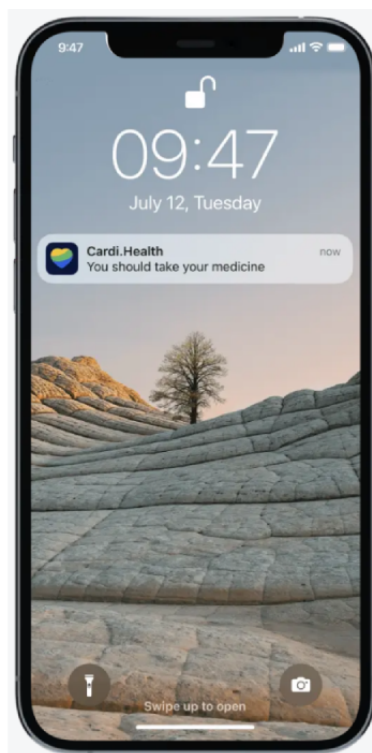 9:47
09:47
July 12, Tuesday
Cardi.Health now
You should take your medicine
Swipe up to open